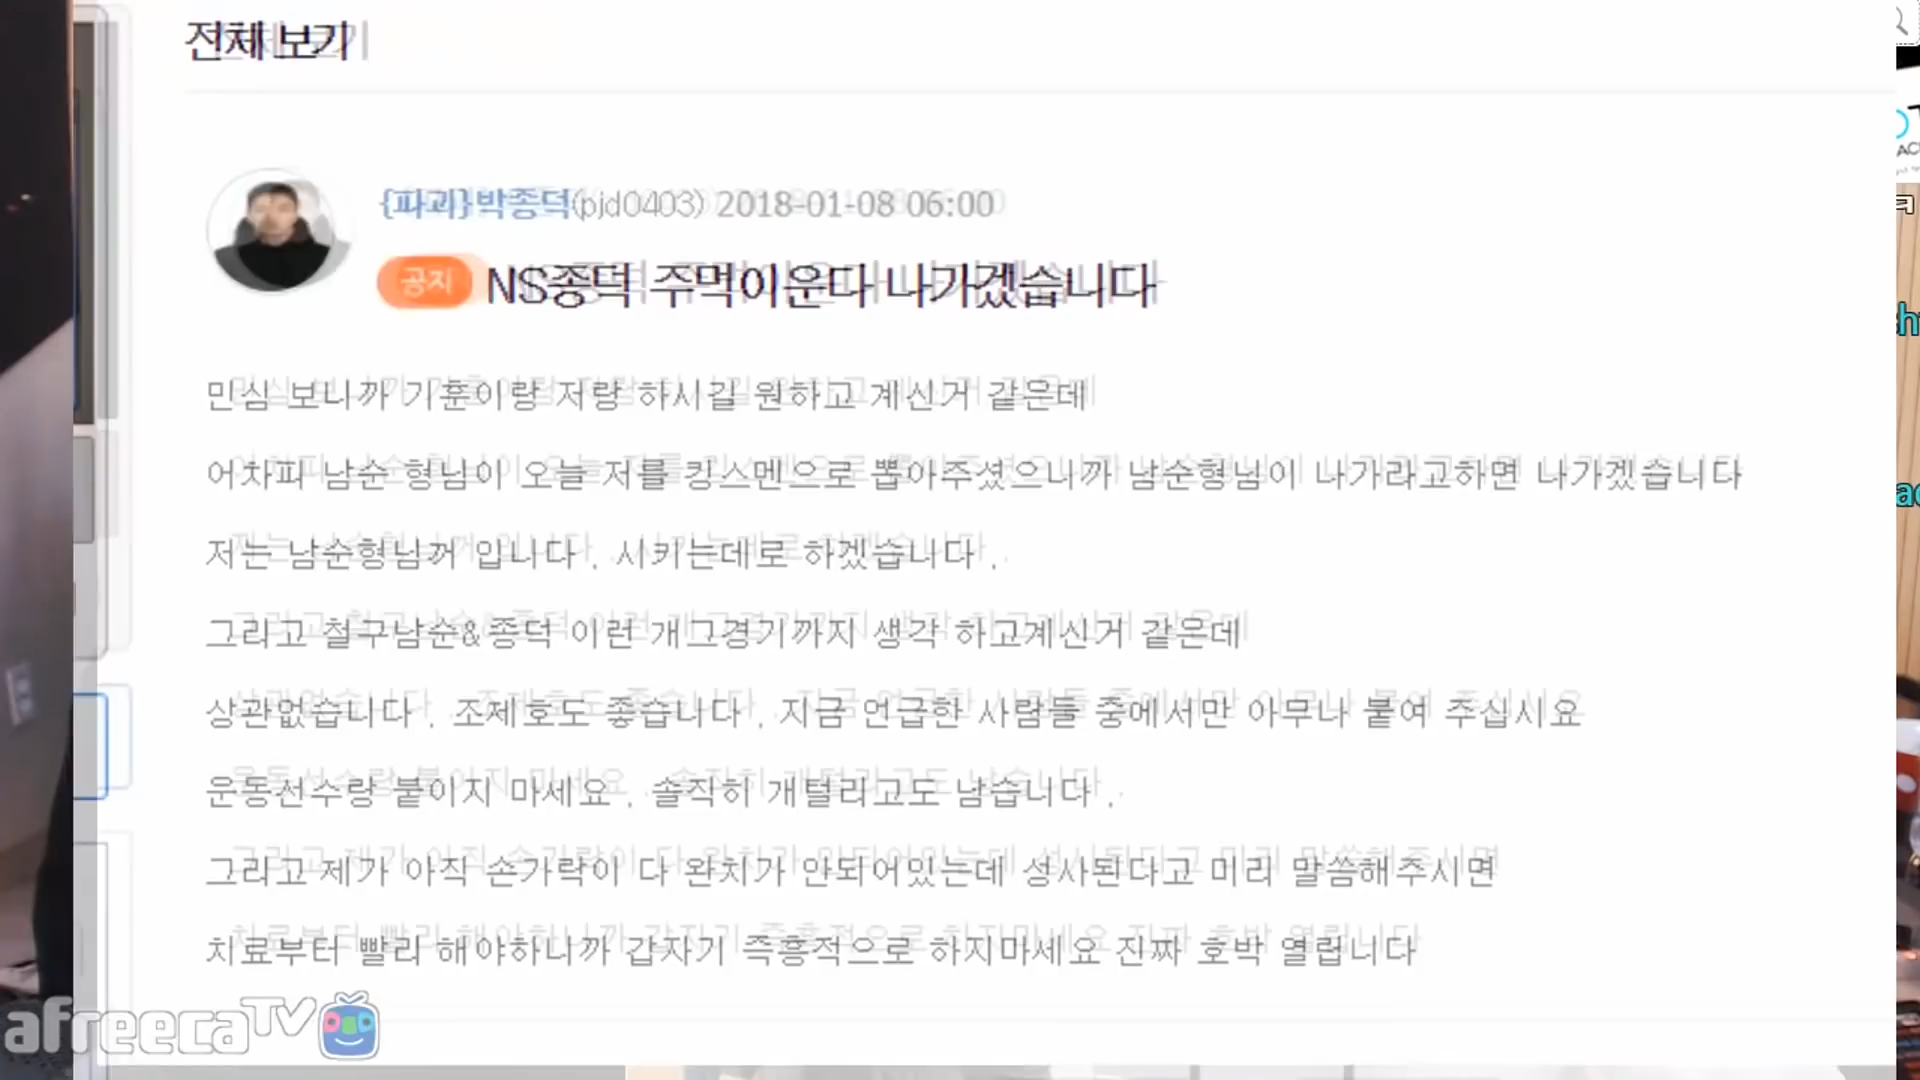 전체 보기
{파괴}박종덕(pjd0403) 2018-01-08 06:00
공지 NS종덕 주먹이운다 나가겠습니다
민심 보니까 기훈이랑 저랑 하시길 원하고 계신거 같은데
어차피 남순 형님이 오늘 저를 킹스멘으로 뽑아주셨으니까 남순형님이 나가라고하면 나가겠습니다
저는 남순형님꺼 입니다. 시키는데로 하겠습니다.
그리고 철구남순&종덕 이런 개그경기까지 생각 하고계신거 같은데
상관없습니다. 조제호도 좋습니다. 지금 언급한 사람들 중에서만 아무나 붙여 주십시요
운동선수랑 붙이지 마세요. 솔직히 개털리고도 남습니다.
그리고 제가 아직 손가락이 다 완치가 안되어있는데 성사된다고 미리 말씀해주시면
치료부터 빨리 해야하니까 갑자기 즉흥적으로 하지마세요 진짜 호박 열립니다
afreecaTV